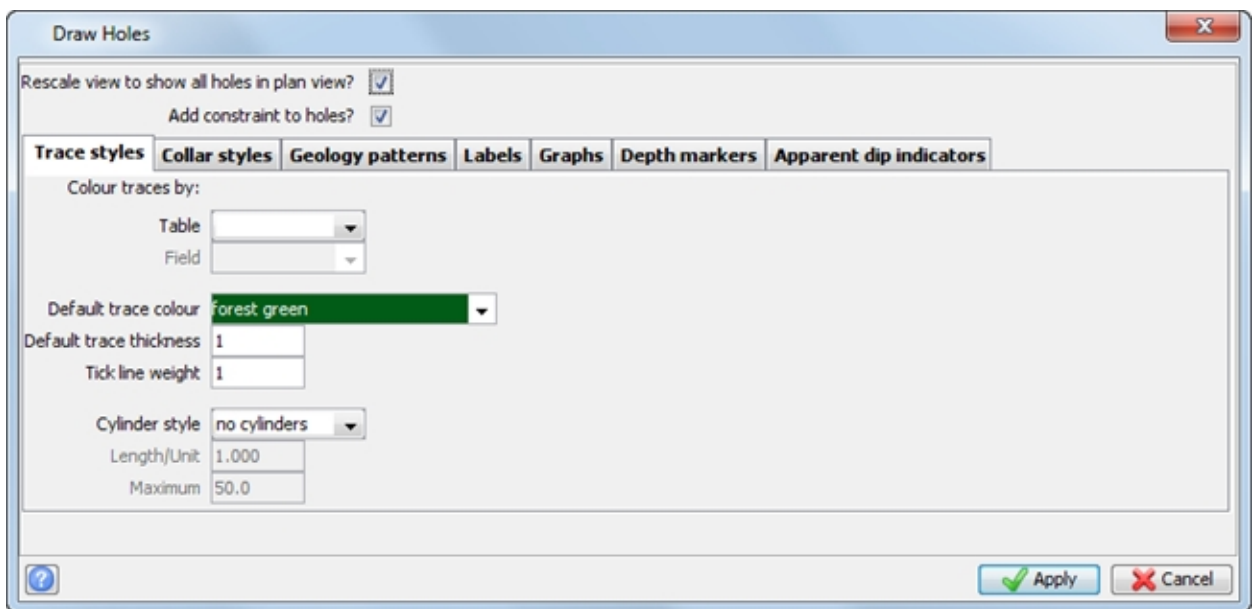 Draw Holes
Rescale view to show all holes in plan view?
Add constraint to holes?
Trace styles Collar styles Geology patterns Labels Graphs Depth markers Apparent dip indicators
Colour traces by:
Table
Field
Default trace colour forest green
Default trace thickness 1
Tick line weight 1
Cylinder style no cylinders
Length/Unit 1.000
Maximum 50.0
? Apply Cancel